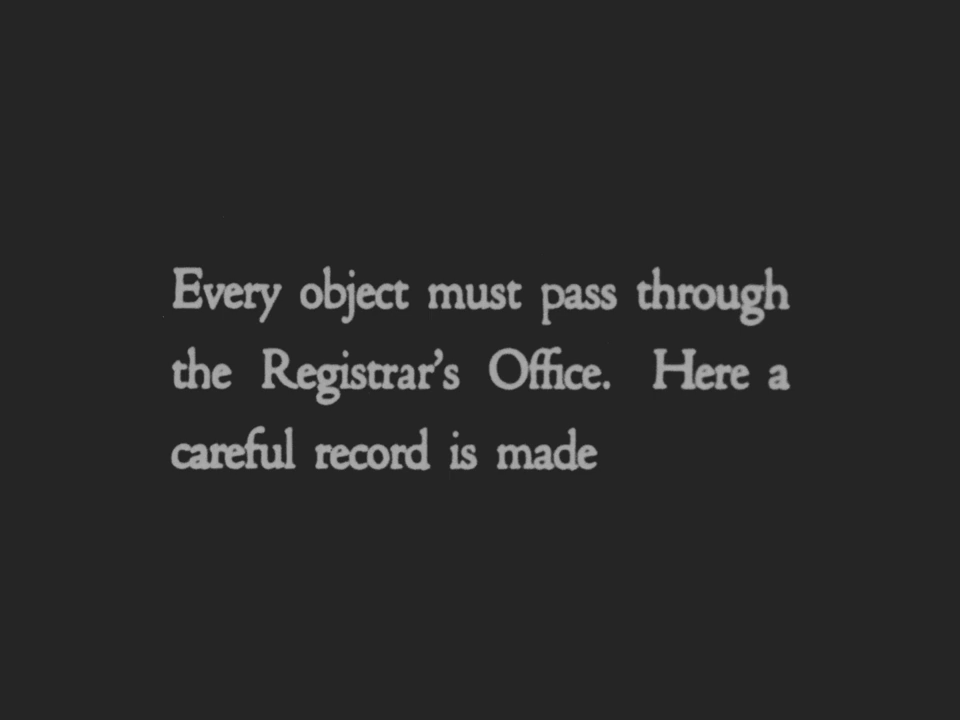 Every object must pass through
the Registrar's Office. Here a
careful record is made